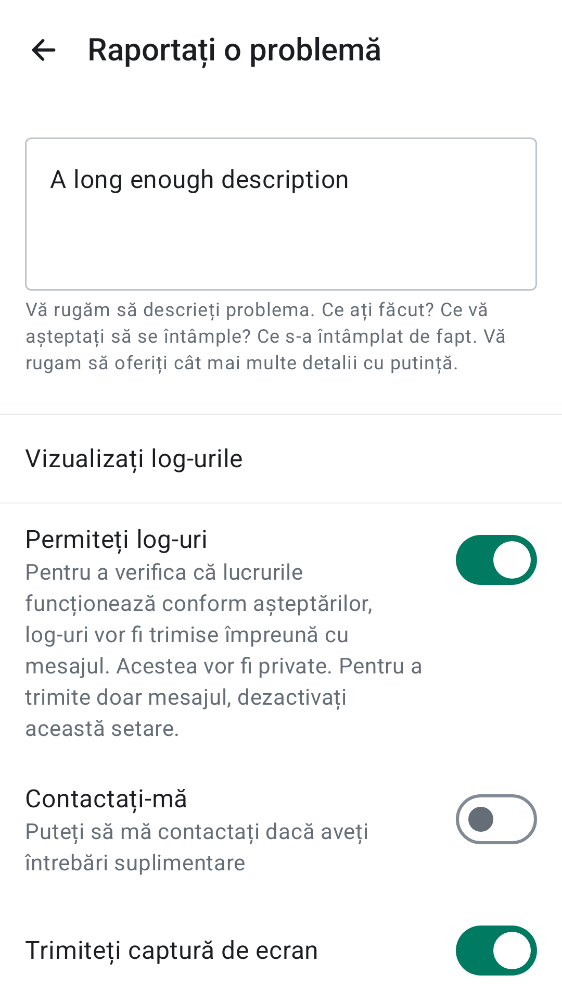 Raportați o problemă
A long enough description
Vă rugăm să descrieți problema. Ce ați făcut? Ce vă
așteptați să se întâmple? Ce s-a întâmplat de fapt. Vă
rugam să oferiți cât mai multe detalii cu putință.
Vizualizați log-urile
Permiteți log-uri
Pentru a verifica că lucrurile
funcționează conform așteptărilor,
log-uri vor fi trimise împreună cu
mesajul. Acestea vor fi private. Pentru a
trimite doar mesajul, dezactivați
această setare.
Contactați-mă
Puteți să mă contactați dacă aveți
întrebări suplimentare
Trimiteți captură de ecran